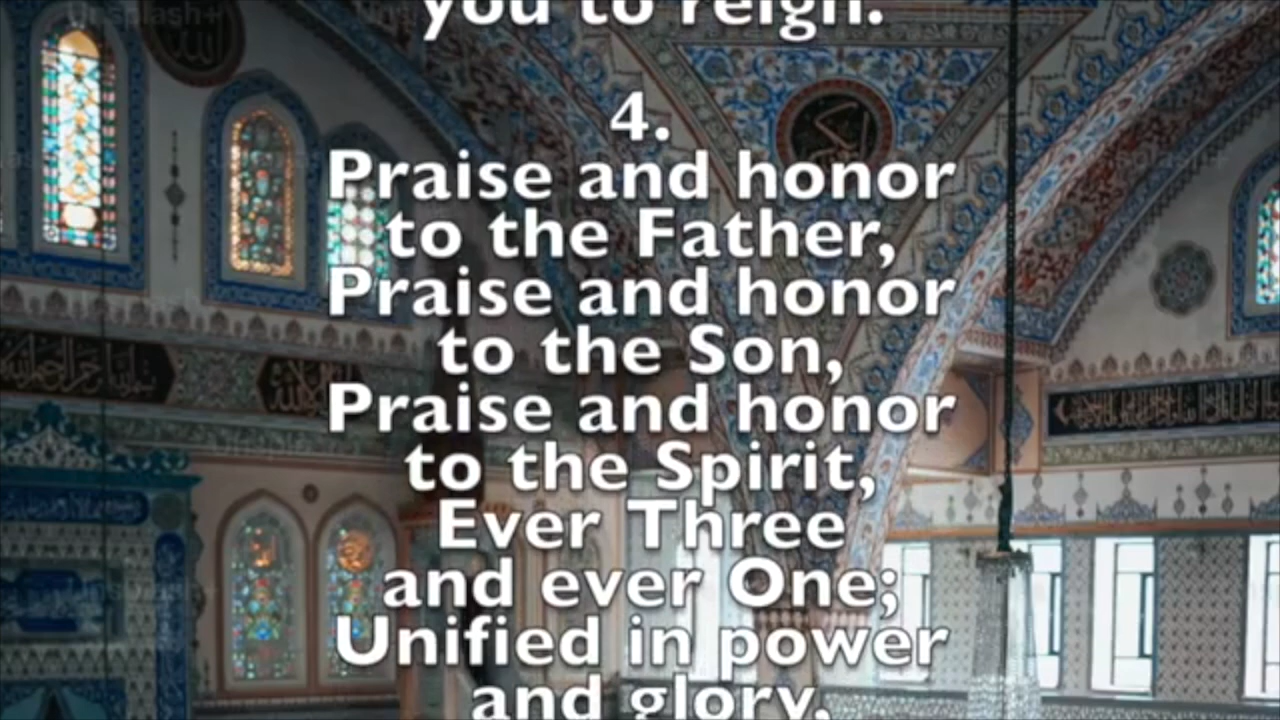 Unsplash+
you to reign.
4.
Praise and honor
to the Father,
Praise and honor
to the Son,
Praise and honor
to the Spirit,
Ever Three
and ever One;
Unified in power
and glory,